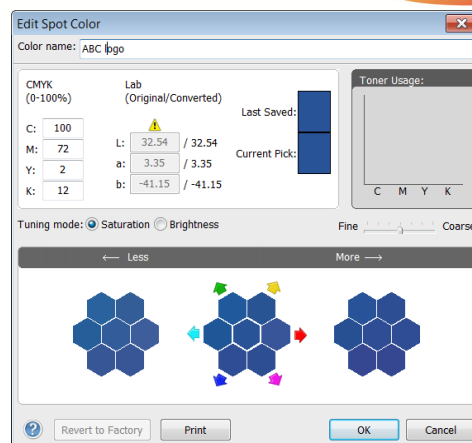 Edit Spot Color
Color name: ABC logo
CMYK
(0-100%)
Lab
(Original/Converted)
Last Saved:
Current Pick:
C: 100
M: 72
Y: 2
K: 12
L: 32.54 / 32.54
a: 3.35 / 3.35
b: -41.15 / -41.15
Toner Usage:
C M Y K
Tuning mode: Saturation Brightness
Fine Coarse
← Less More →
? Revert to Factory Print OK Cancel